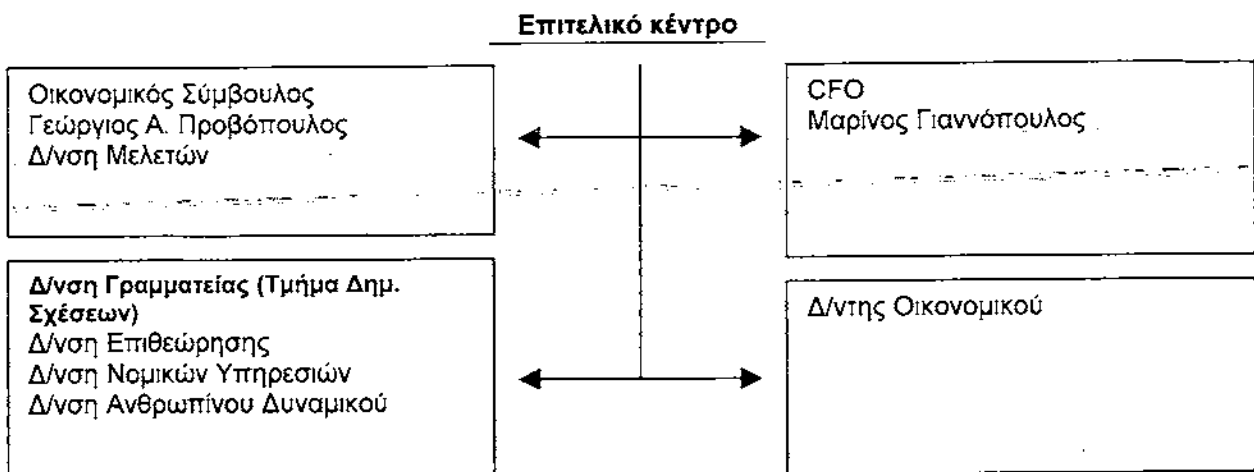 Επιτελικό κέντρο
Οικονομικός Σύμβουλος
Γεώργιος Α. Προβόπουλος
Δ/νση Μελετών
CFO
Μαρίνος Γιαννόπουλος
Δ/νση Γραμματείας (Τμήμα Δημ.
Σχέσεων)
Δ/νση Επιθεώρησης
Δ/νση Νομικών Υπηρεσιών
Δ/νση Ανθρωπίνου Δυναμικού
Δ/ντης Οικονομικού